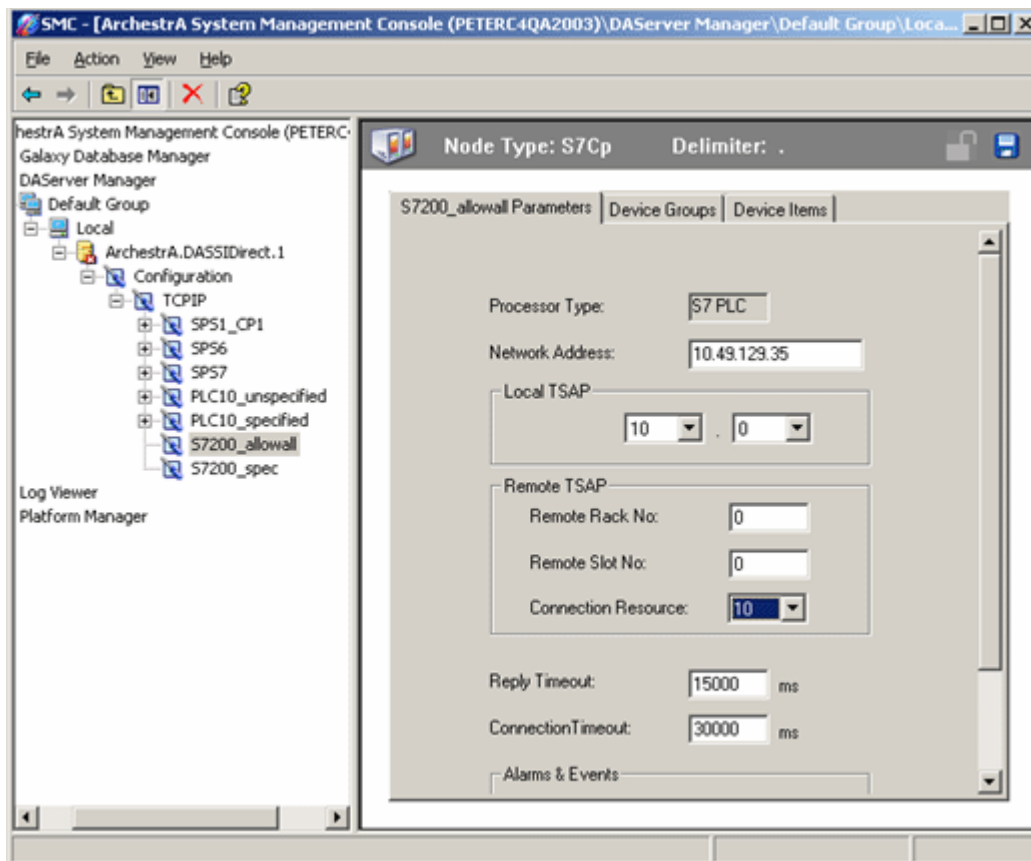 SMC - [ArchestrA System Management Console (PETERC4QA2003)\DAServer Manager\Default Group\Loca...
File Action View Help
hestrA System Management Console (PETERC
Galaxy Database Manager
DAServer Manager
Default Group
Local
ArchestrA.DASSIDirect.1
Configuration
TCPIP
SPS1_CP1
SPS6
SPS7
PLC10_unspecified
PLC10_specified
S7200_allowall
S7200_spec
Log Viewer
Platform Manager
Node Type: S7Cp Delimiter: .
S7200_allowall Parameters Device Groups Device Items
Processor Type: S7 PLC
Network Address: 10.49.129.35
Local TSAP
10 . 0
Remote TSAP
Remote Rack No: 0
Remote Slot No: 0
Connection Resource: 10
Reply Timeout: 15000 ms
ConnectionTimeout: 30000 ms
Alarms & Events